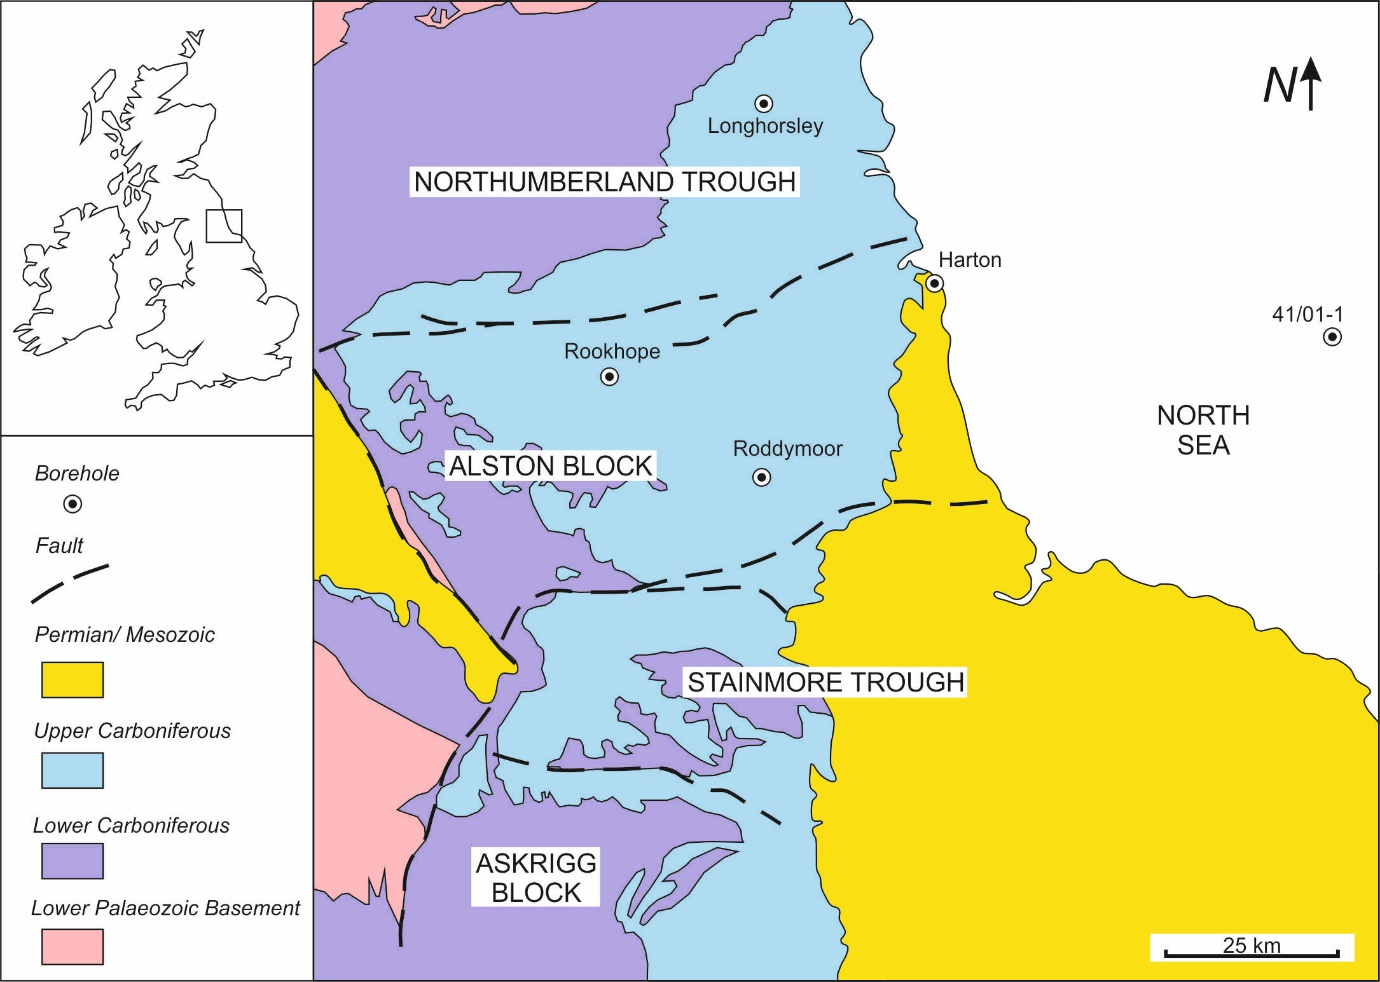 N
Longhorsley
NORTHUMBERLAND TROUGH
Harton
41/01-1
Rookhope
NORTH
SEA
Roddymoor
ALSTON BLOCK
Borehole
Fault
Permian/ Mesozoic
STAINMORE TROUGH
Upper Carboniferous
Lower Carboniferous
ASKRIGG
BLOCK
Lower Palaeozoic Basement
25 km